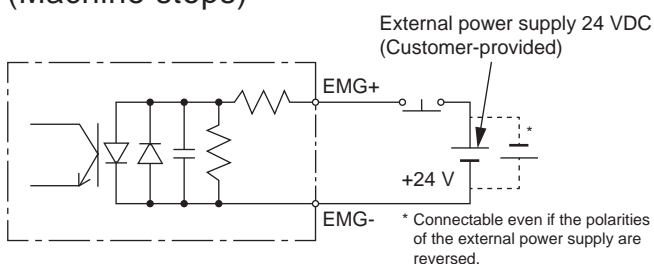 (Machine stops)
External power supply 24 VDC
(Customer-provided)
EMG+
*
+24 V
EMG-
* Connectable even if the polarities
of the external power supply are
reversed.